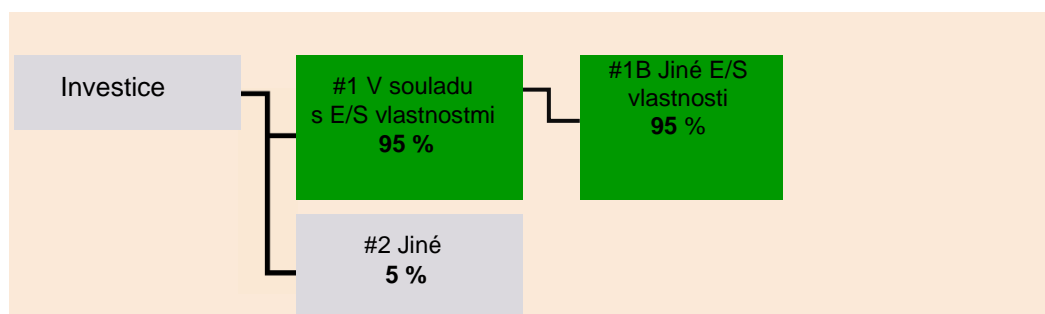 Investice
#1 V souladu
s E/S vlastnostmi
95 %
#1B Jiné E/S
vlastnosti
95 %
#2 Jiné
5 %